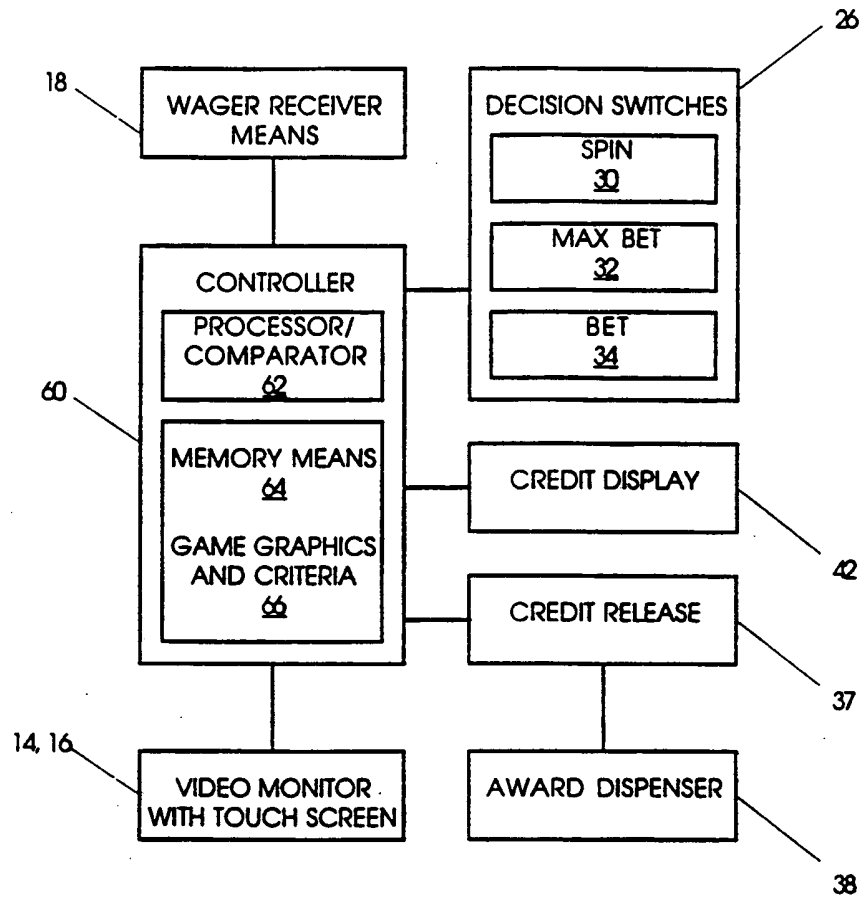 26
18
WAGER RECEIVER
MEANS
DECISION SWITCHES
SPIN
30
MAX BET
32
BET
34
CONTROLLER
PROCESSOR/
COMPARATOR
62
60
MEMORY MEANS
64
GAME GRAPHICS
AND CRITERIA
66
CREDIT DISPLAY
42
CREDIT RELEASE
37
14, 16
VIDEO MONITOR
WITH TOUCH SCREEN
AWARD DISPENSER
38